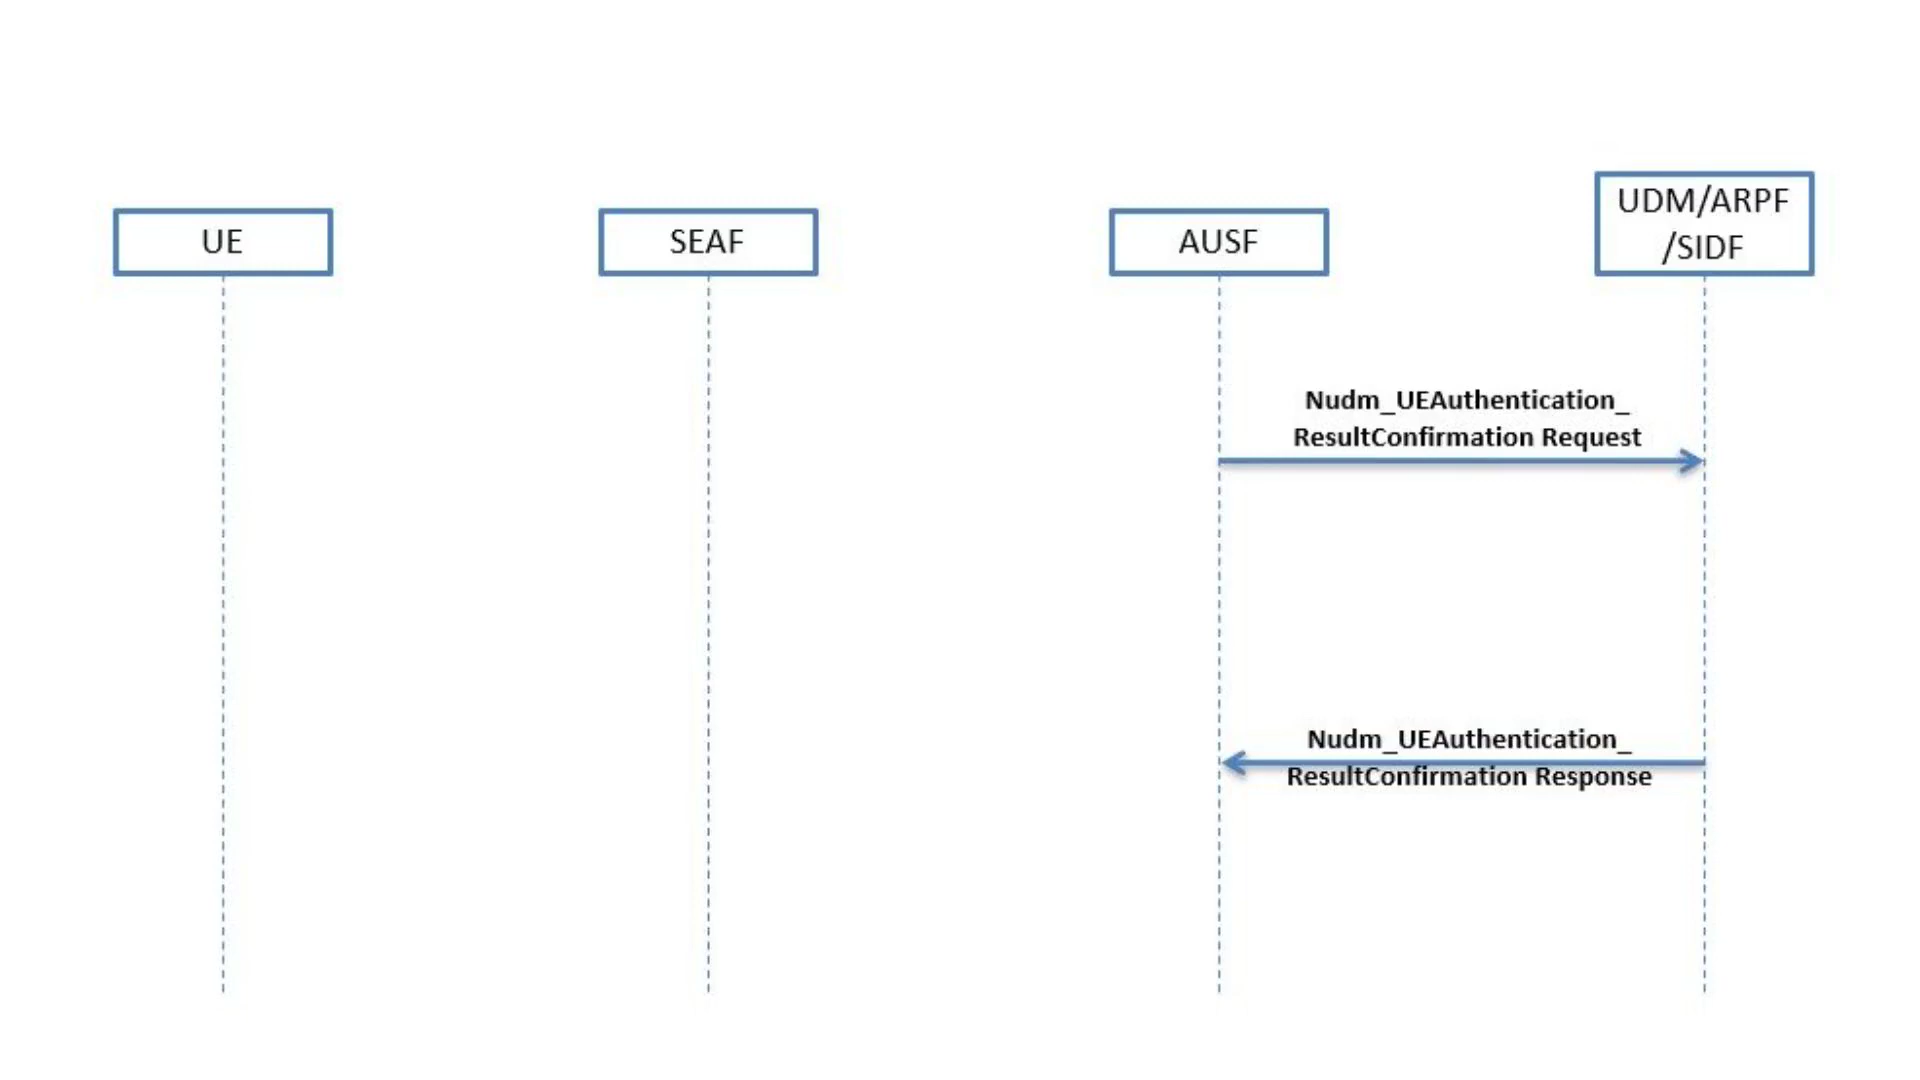 UE
SEAF
AUSF
UDM/ARPF
/SIDF
Nudm_UEAuthentication_
ResultConfirmation Request
Nudm_UEAuthentication_
ResultConfirmation Response